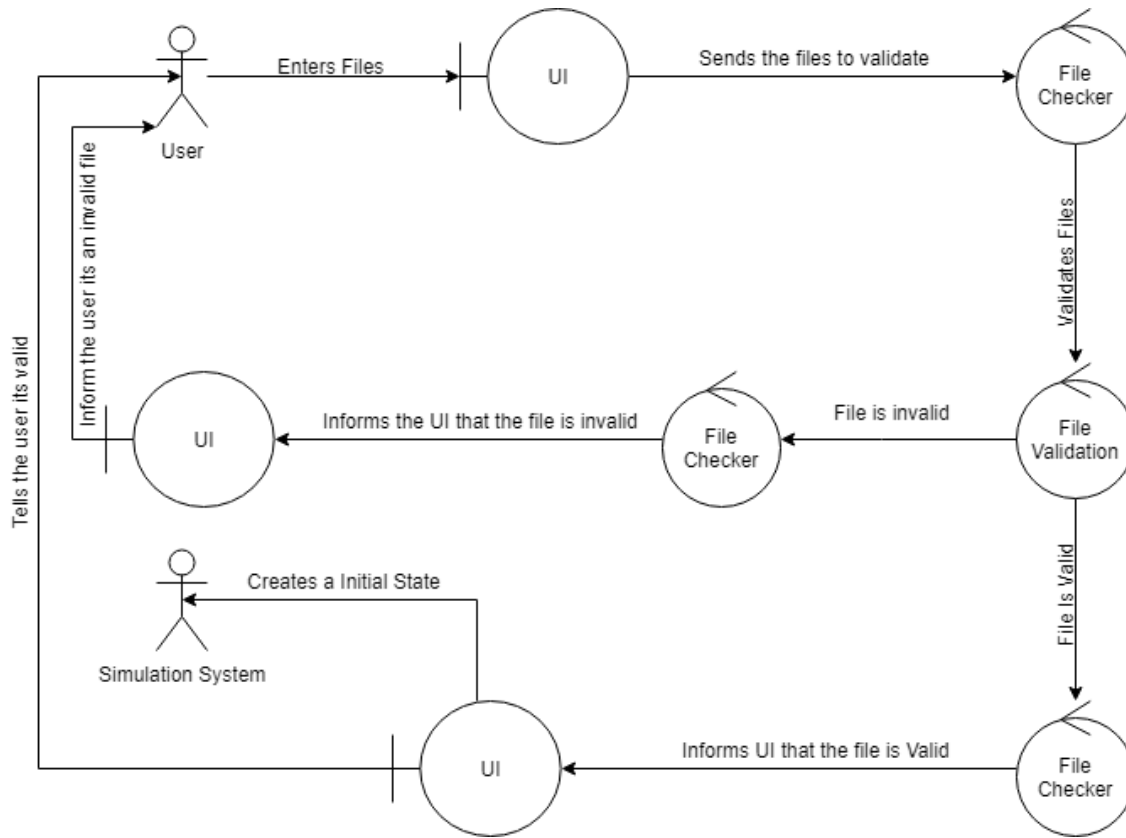 Enters Files
UI
Sends the files to validate
File
Checker
User
Inform the user its an invalid file
Validates Files
Tells the user its valid
UI
Informs the UI that the file is invalid
File
Checker
File is invalid
File
Validation
Creates a Initial State
File Is Valid
Simulation System
UI
Informs UI that the file is Valid
File
Checker